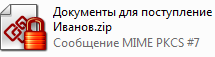 Документы для поступление
Иванов.zip
Сообщение MIME PKCS #7